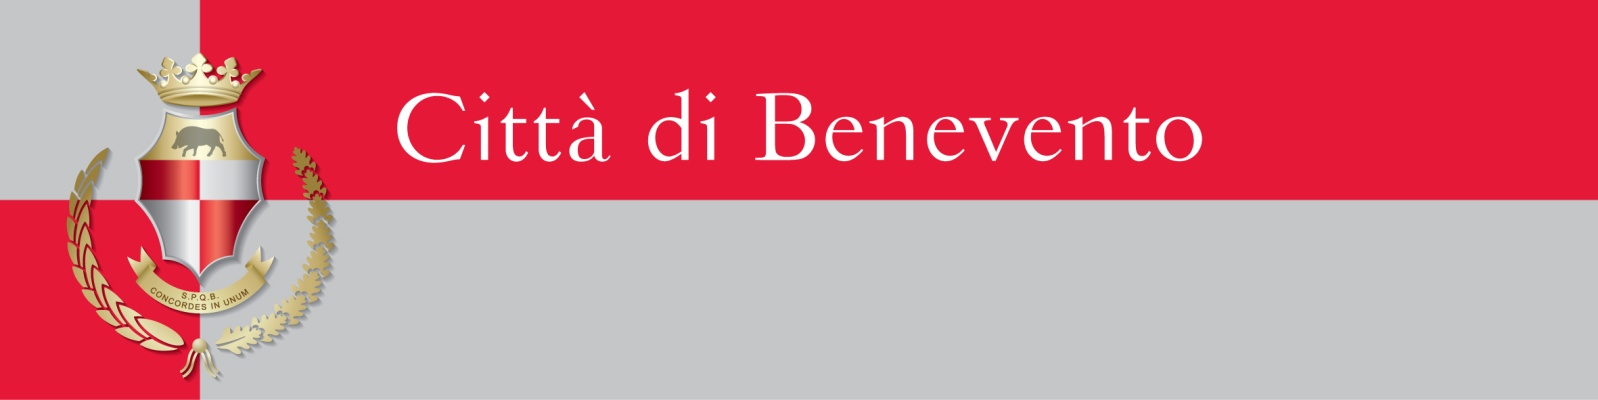 Città di Benevento
S.P.Q.B.
CONCORDES IN UNUM